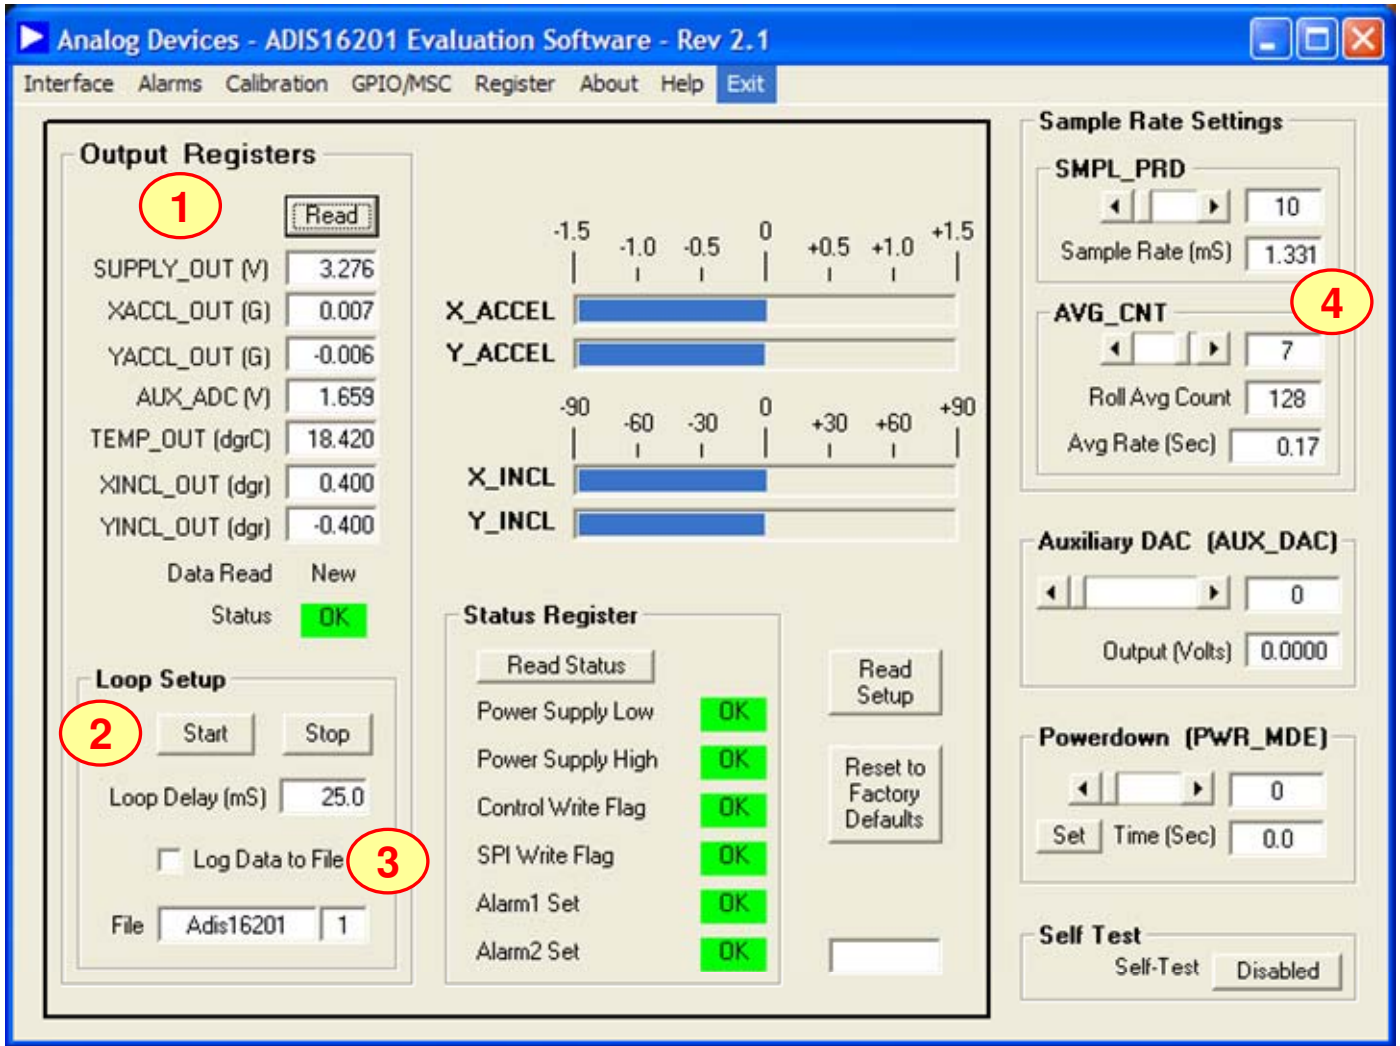 Analog Devices - ADIS16201 Evaluation Software - Rev 2.1
Interface Alarms Calibration GPIO/MSC Register About Help Exit
Output Registers
1
Read
SUPPLY_OUT (V) 3.276
XACCL_OUT (G) 0.007
YACCL_OUT (G) -0.006
AUX_ADC (V) 1.659
TEMP_OUT (dgrC) 18.420
XINCL_OUT (dgr) 0.400
YINCL_OUT (dgr) -0.400
Data Read New
Status OK
Loop Setup
2
Start Stop
Loop Delay (mS) 25.0
Log Data to File
3
File Adis16201 1
-1.5 -1.0 -0.5 0 +0.5 +1.0 +1.5
X_ACCEL
Y_ACCEL
-90 -60 -30 0 +30 +60 +90
X_INCL
Y_INCL
Status Register
Read Status
Power Supply Low OK
Power Supply High OK
Control Write Flag OK
SPI Write Flag OK
Alarm1 Set OK
Alarm2 Set OK
Read
Setup
Reset to
Factory
Defaults
Sample Rate Settings
SMPL_PRD
10
Sample Rate (mS) 1.331
4
AVG_CNT
7
Roll Avg Count 128
Avg Rate (Sec) 0.17
Auxiliary DAC (AUX_DAC)
0
Output (Volts) 0.0000
Powerdown (PWR_MDE)
0
Set Time (Sec) 0.0
Self Test
Self-Test Disabled